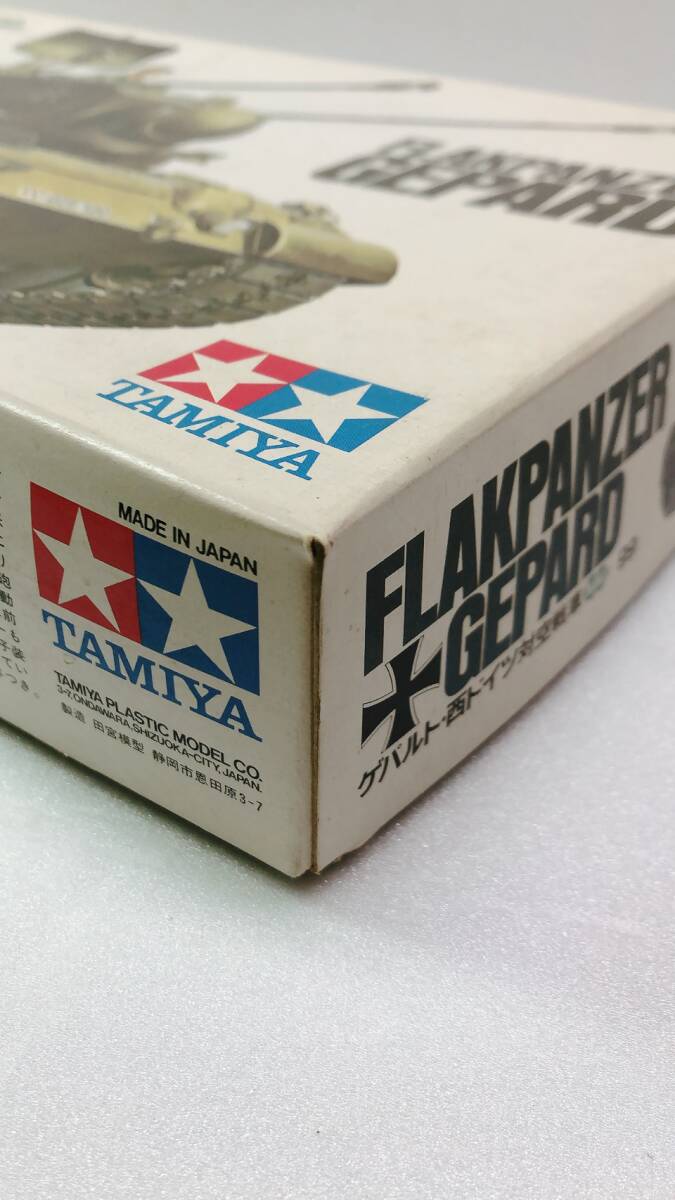 FLAKPANZER
GEPARD
TAMIYA
MADE IN JAPAN
TAMIYA
TAMIYA PLASTIC MODEL CO.
3-7, ONDAWARA, SHIZUOKA-CITY, JAPAN.
製造 田宮模型 静岡市恩田原3-7
FLAKPANZER
GEPARD
ゲパルト・西ドイツ対空戦車